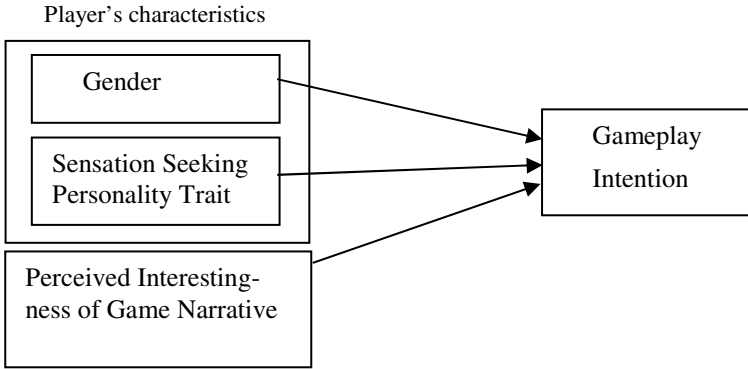 Player’s characteristics
Gender
Sensation Seeking
Personality Trait
Perceived Interesting-
ness of Game Narrative
Gameplay
Intention